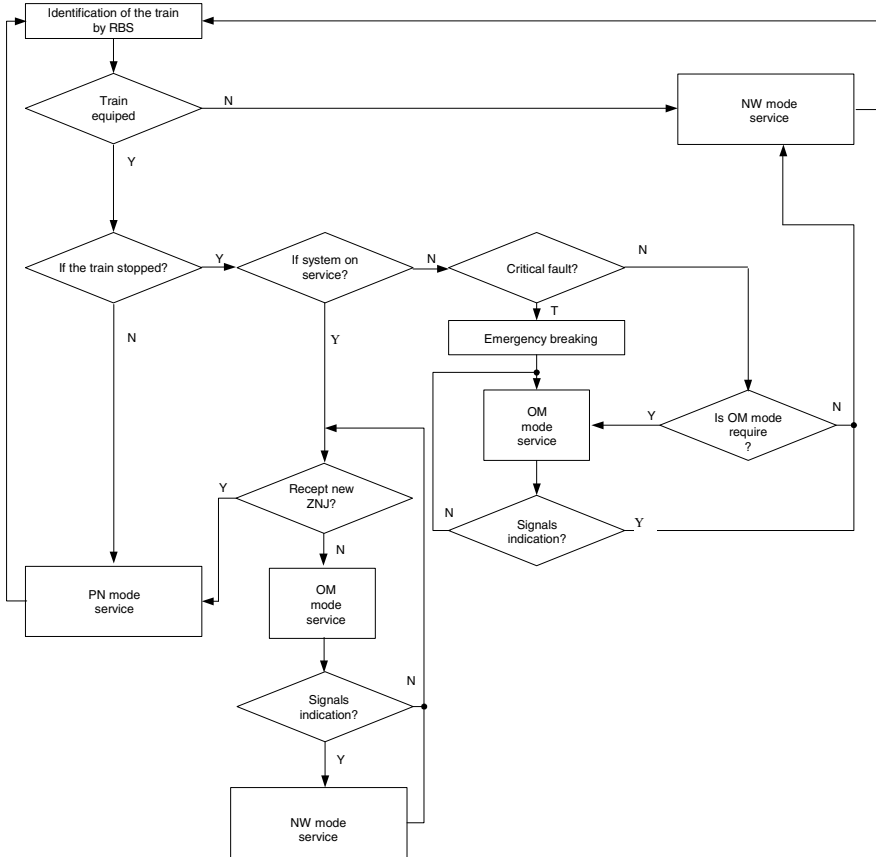 Identification of the train
by RBS
Train
equiped
N
NW mode
service
Y
If the train stopped?
Y
If system on
service?
N
Critical fault?
N
T
Emergency breaking
N
Y
OM
mode
service
Y
Is OM mode
require
?
N
Y
Recept new
ZNJ?
N
Signals
indication?
Y
N
PN mode
service
OM
mode
service
N
Signals
indication?
Y
NW mode
service